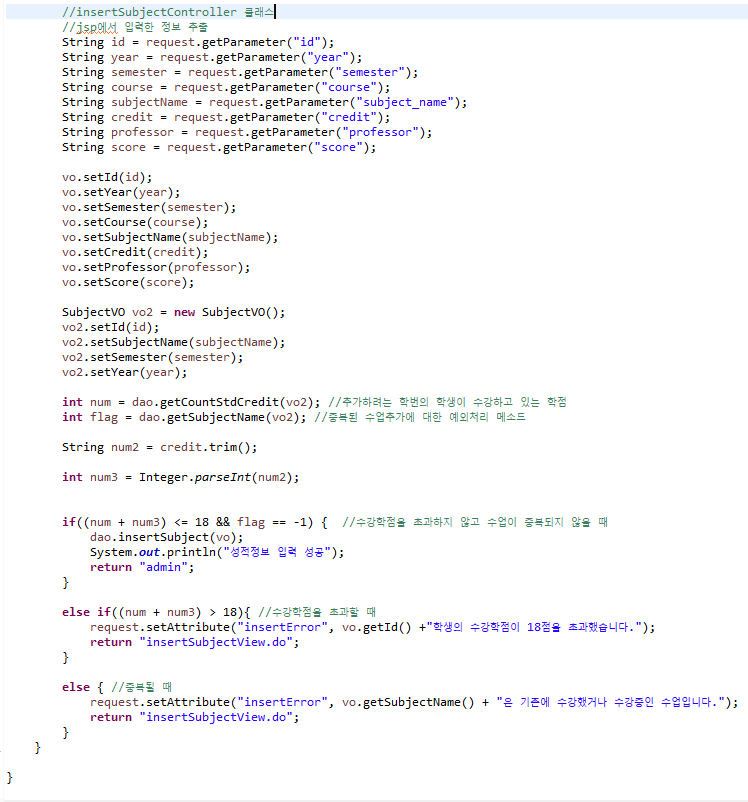 //insertSubjectController 클래스
//jsp에서 입력한 정보 추출
String id = request.getParameter("id");
String year = request.getParameter("year");
String semester = request.getParameter("semester");
String course = request.getParameter("course");
String subjectName = request.getParameter("subject_name");
String credit = request.getParameter("credit");
String professor = request.getParameter("professor");
String score = request.getParameter("score");
vo.setId(id);
vo.setYear(year);
vo.setSemester(semester);
vo.setCourse(course);
vo.setSubjectName(subjectName);
vo.setCredit(credit);
vo.setProfessor(professor);
vo.setScore(score);
SubjectVO vo2 = new SubjectVO();
vo2.setId(id);
vo2.setSubjectName(subjectName);
vo2.setSemester(semester);
vo2.setYear(year);
int num = dao.getCountStdCredit(vo2); //추가하려는 학번의 학생이 수강하고 있는 학점
int flag = dao.getSubjectName(vo2); //중복된 수업추가에 대한 예외처리 메소드
String num2 = credit.trim();
int num3 = Integer.parseInt(num2);
if((num + num3) <= 18 && flag == -1) {  //수강학점을 초과하지 않고 수업이 중복되지 않을 때
dao.insertSubject(vo);
System.out.println("성적정보 입력 성공");
return "admin";
}
else if((num + num3) > 18){ //수강학점을 초과할 때
request.setAttribute("insertError", vo.getId() +"학생의 수강학점이 18점을 초과했습니다.");
return "insertSubjectView.do";
}
else { //중복될 때
request.setAttribute("insertError", vo.getSubjectName() + "은 기존에 수강했거나 수강중인 수업입니다.");
return "insertSubjectView.do";
}
}
}